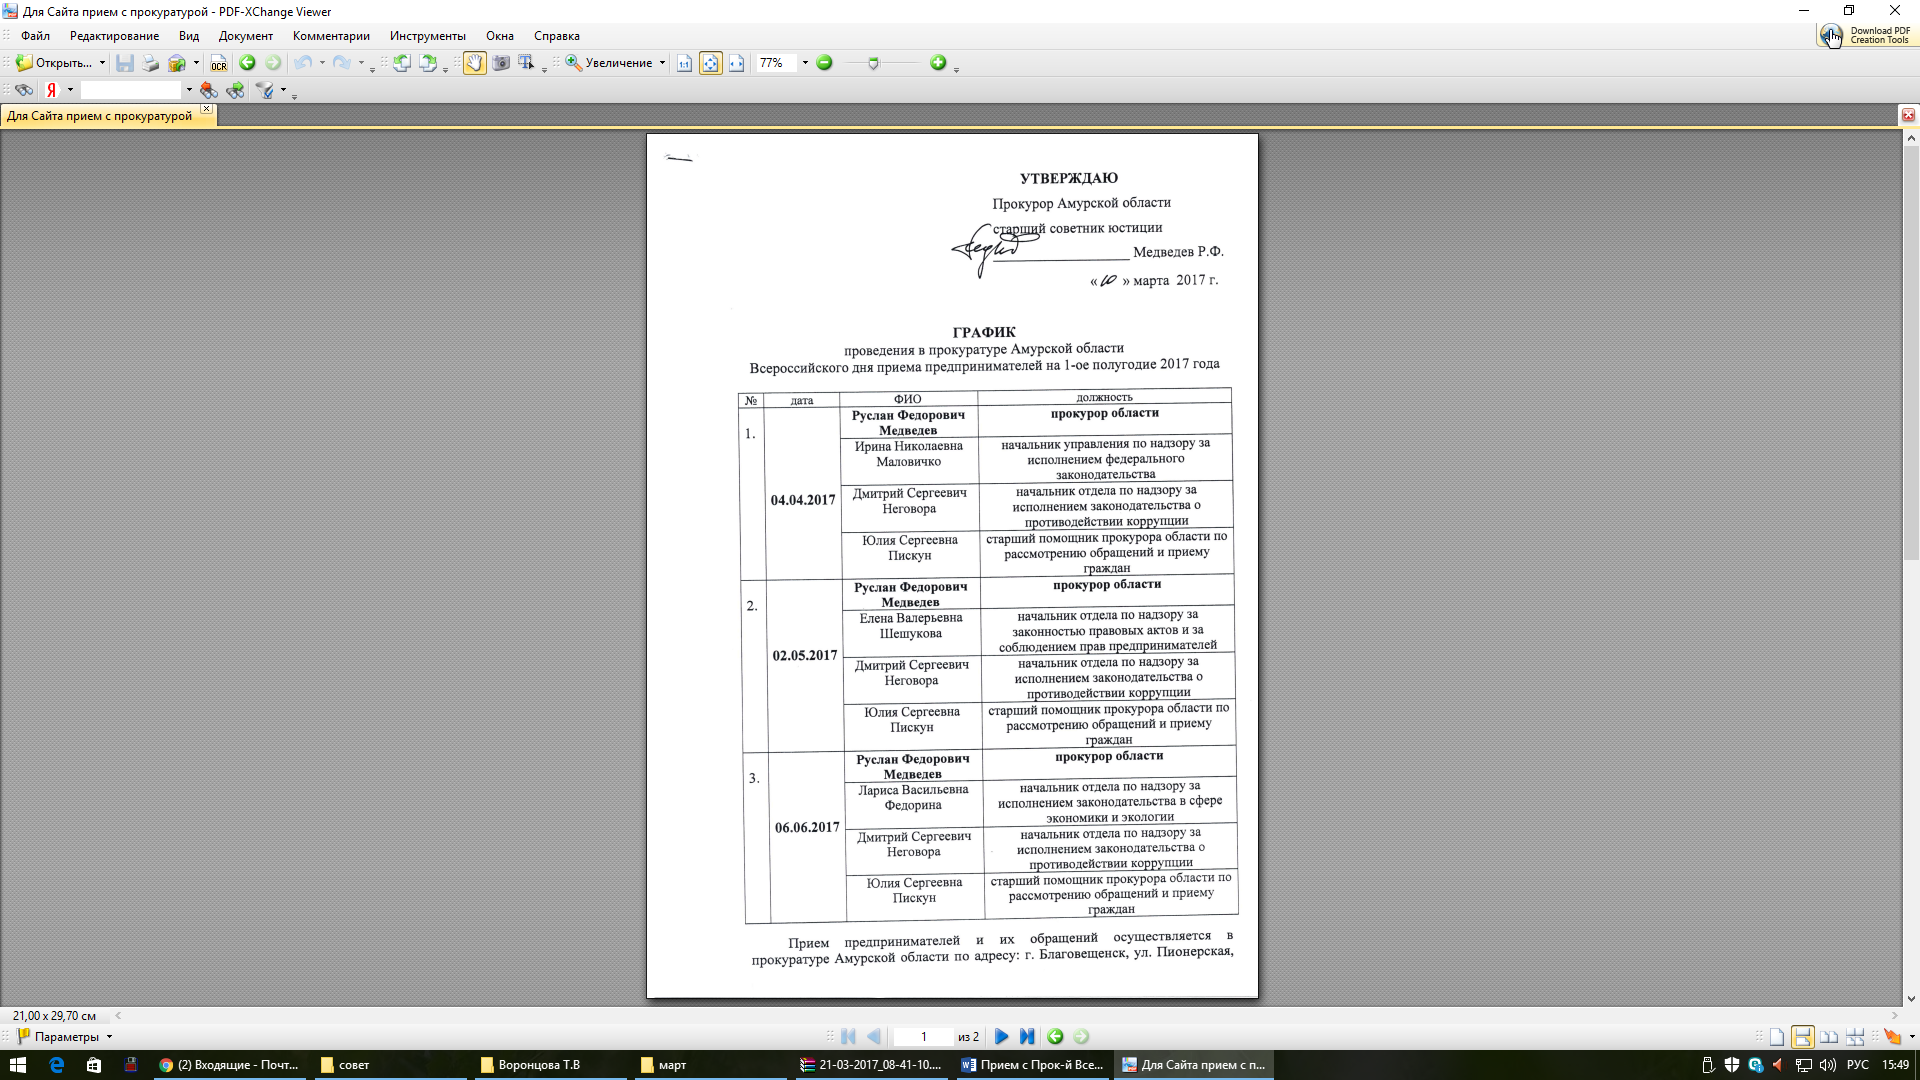 Для Сайта прием с прокуратурой - PDF-XChange Viewer
Файл Редактирование Вид Документ Комментарии Инструменты Окна Справка
Download PDF
Creation Tools
Открыть... OCR Увеличение 1:1 77%
Я
Для Сайта прием с прокуратурой
УТВЕРЖДАЮ
Прокурор Амурской области
старший советник юстиции
Медведев Р.Ф.
«10» марта 2017 г.
ГРАФИК
проведения в прокуратуре Амурской области
Всероссийского дня приема предпринимателей на 1-ое полугодие 2017 года
№ дата ФИО должность
1.
04.04.2017
Руслан Федорович
Медведев
прокурор области
Ирина Николаевна
Маловичко
начальник управления по надзору за
исполнением федерального
законодательства
Дмитрий Сергеевич
Неговора
начальник отдела по надзору за
исполнением законодательства о
противодействии коррупции
Юлия Сергеевна
Пискун
старший помощник прокурора области по
рассмотрению обращений и приему
граждан
2.
02.05.2017
Руслан Федорович
Медведев
прокурор области
Елена Валерьевна
Шешукова
начальник отдела по надзору за
законностью правовых актов и за
соблюдением прав предпринимателей
Дмитрий Сергеевич
Неговора
начальник отдела по надзору за
исполнением законодательства о
противодействии коррупции
Юлия Сергеевна
Пискун
старший помощник прокурора области по
рассмотрению обращений и приему
граждан
3.
06.06.2017
Руслан Федорович
Медведев
прокурор области
Лариса Васильевна
Федорина
начальник отдела по надзору за
исполнением законодательства в сфере
экономики и экологии
Дмитрий Сергеевич
Неговора
начальник отдела по надзору за
исполнением законодательства о
противодействии коррупции
Юлия Сергеевна
Пискун
старший помощник прокурора области по
рассмотрению обращений и приему
граждан
Прием предпринимателей и их обращений осуществляется в
прокуратуре Амурской области по адресу: г. Благовещенск, ул. Пионерская,
21,00 x 29,70 см
Параметры 1 из 2
(2) Входящие - Почт... совет Воронцова Т.В март 21-03-2017_08-41-10.... Прием с Прок-й Все... Для Сайта прием с п... РУС 15:49